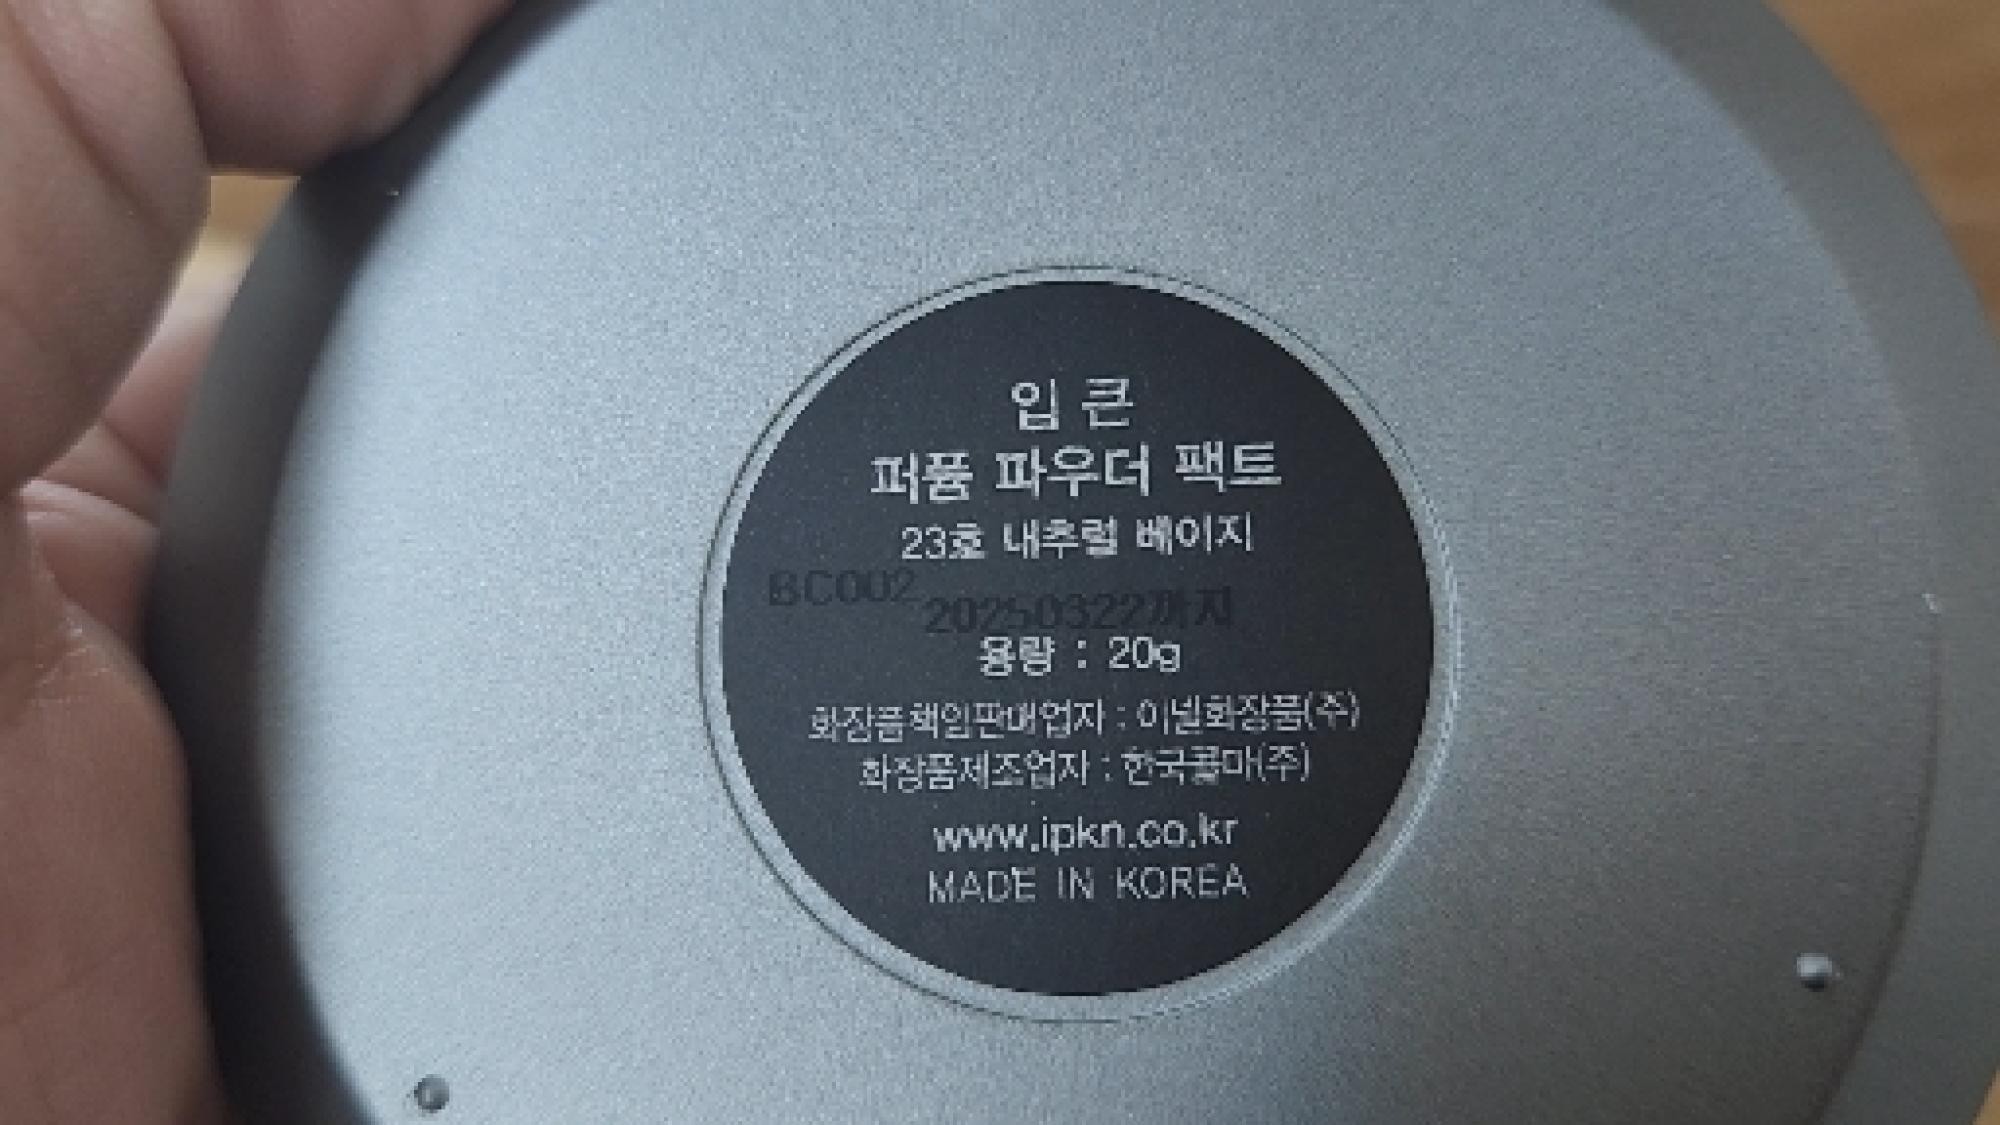 입 큰
퍼퓸 파우더 팩트
23호 내추럴 베이지
BC002
20250322까지
용량 : 20g
화장품책임판매업자 : 이넬화장품(주)
화장품제조업자 : 한국콜마(주)
www.ipkn.co.kr
MADE IN KOREA